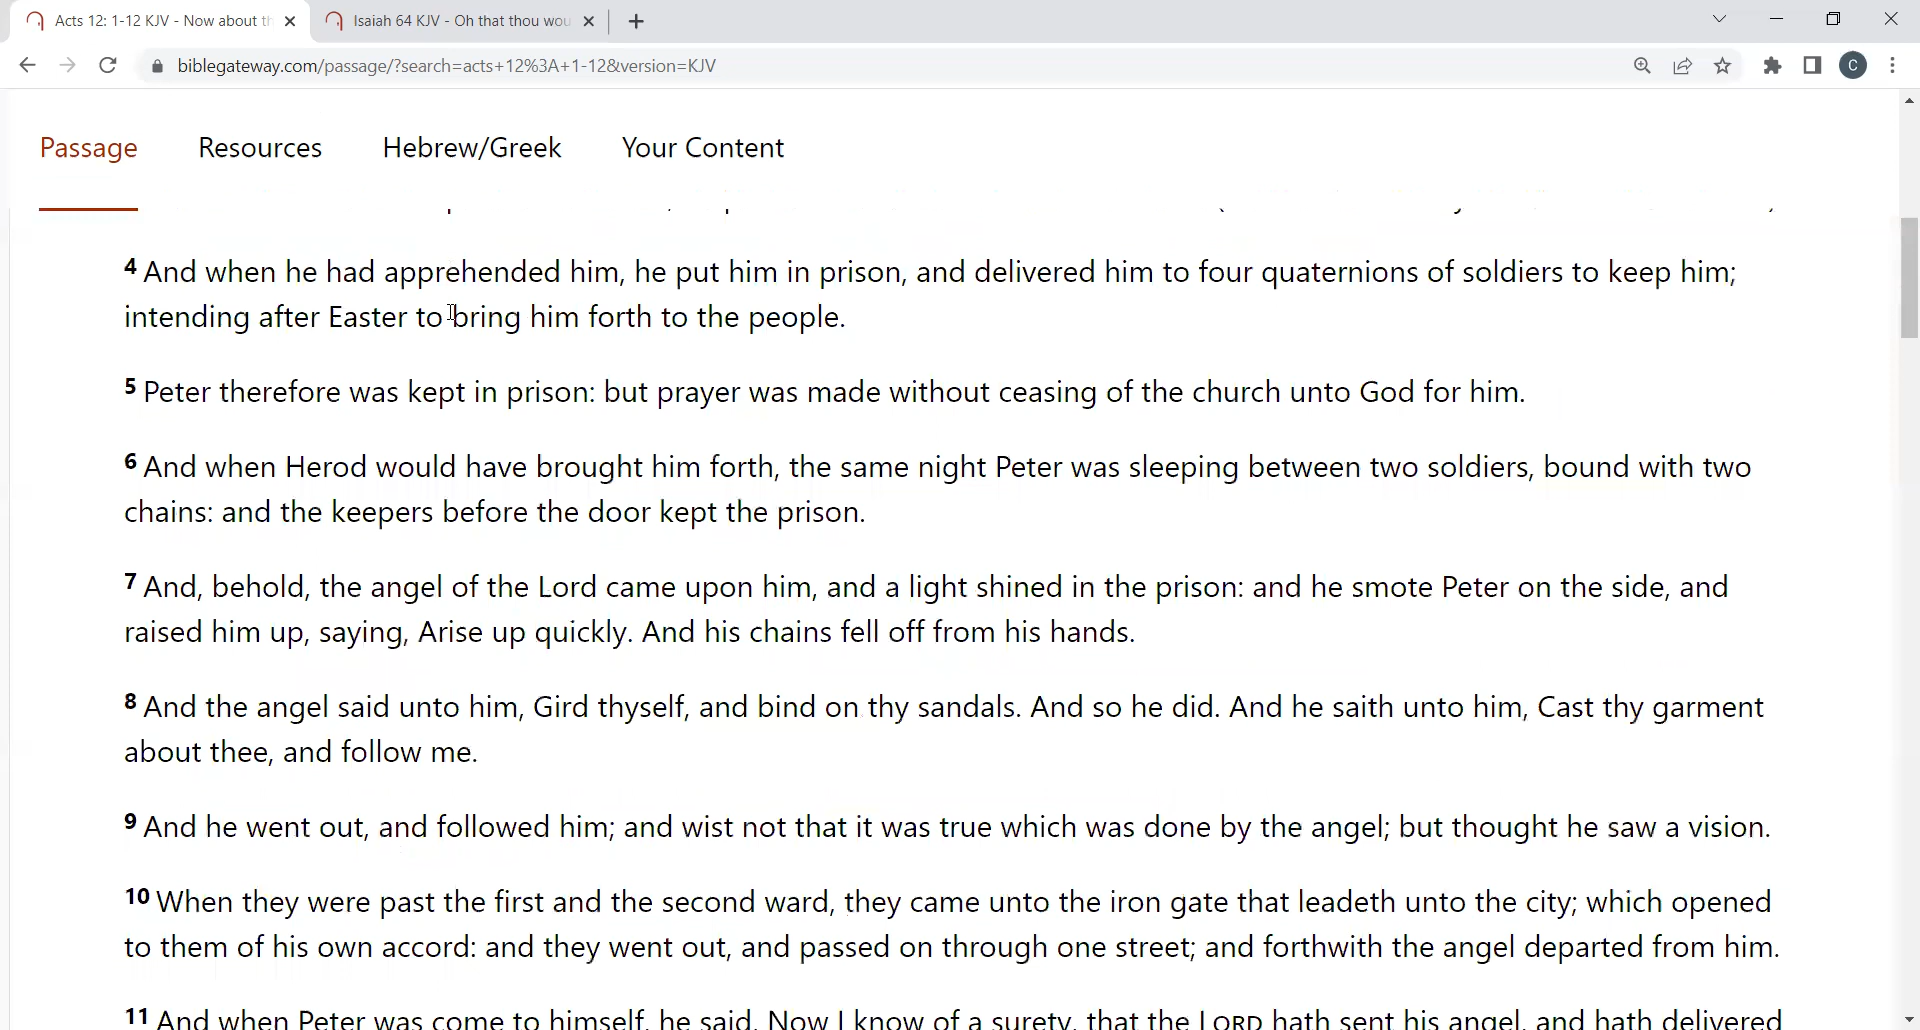 Acts 12: 1-12 KJV - Now about th
Isaiah 64 KJV - Oh that thou wou
biblegateway.com/passage/?search=acts+12%3A+1-12&version=KJV
C
Passage Resources Hebrew/Greek Your Content
4 And when he had apprehended him, he put him in prison, and delivered him to four quaternions of soldiers to keep him;
intending after Easter to bring him forth to the people.
5 Peter therefore was kept in prison: but prayer was made without ceasing of the church unto God for him.
6 And when Herod would have brought him forth, the same night Peter was sleeping between two soldiers, bound with two
chains: and the keepers before the door kept the prison.
7 And, behold, the angel of the Lord came upon him, and a light shined in the prison: and he smote Peter on the side, and
raised him up, saying, Arise up quickly. And his chains fell off from his hands.
8 And the angel said unto him, Gird thyself, and bind on thy sandals. And so he did. And he saith unto him, Cast thy garment
about thee, and follow me.
9 And he went out, and followed him; and wist not that it was true which was done by the angel; but thought he saw a vision.
10 When they were past the first and the second ward, they came unto the iron gate that leadeth unto the city; which opened
to them of his own accord: and they went out, and passed on through one street; and forthwith the angel departed from him.
11 And when Peter was come to himself, he said, Now I know of a surety, that the LORD hath sent his angel, and hath delivered